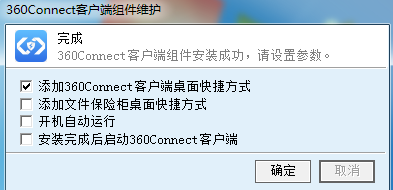 360Connect客户端组件维护
完成
360Connect客户端组件安装成功，请设置参数。
添加360Connect客户端桌面快捷方式
添加文件保险柜桌面快捷方式
开机自动运行
安装完成后启动360Connect客户端
确定 取消